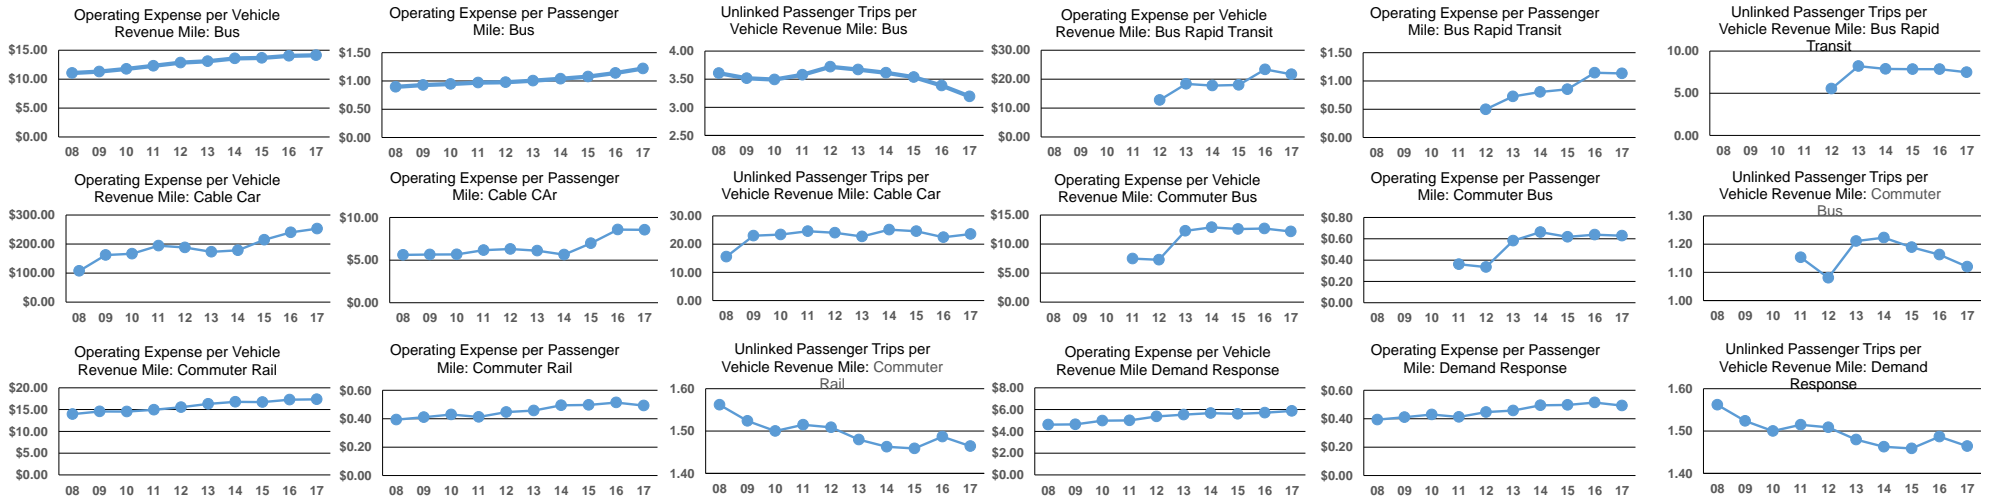 Operating Expense per Vehicle
Revenue Mile: Bus
$15.00
$10.00
$5.00
$0.00
08 09 10 11 12 13 14 15 16 17
Operating Expense per Passenger
Mile: Bus
$1.50
$1.00
$0.50
$0.00
08 09 10 11 12 13 14 15 16 17
Unlinked Passenger Trips per
Vehicle Revenue Mile: Bus
4.00
3.50
3.00
2.50
08 09 10 11 12 13 14 15 16 17
Operating Expense per Vehicle
Revenue Mile: Bus Rapid Transit
$30.00
$20.00
$10.00
$0.00
08 09 10 11 12 13 14 15 16 17
Operating Expense per Passenger
Mile: Bus Rapid Transit
$1.50
$1.00
$0.50
$0.00
08 09 10 11 12 13 14 15 16 17
Unlinked Passenger Trips per
Vehicle Revenue Mile: Bus Rapid
Transit
10.00
5.00
0.00
08 09 10 11 12 13 14 15 16 17
Operating Expense per Vehicle
Revenue Mile: Cable Car
$300.00
$200.00
$100.00
$0.00
08 09 10 11 12 13 14 15 16 17
Operating Expense per Passenger
Mile: Cable CAr
$10.00
$5.00
$0.00
08 09 10 11 12 13 14 15 16 17
Unlinked Passenger Trips per
Vehicle Revenue Mile: Cable Car
30.00
20.00
10.00
0.00
08 09 10 11 12 13 14 15 16 17
Operating Expense per Vehicle
Revenue Mile: Commuter Bus
$15.00
$10.00
$5.00
$0.00
08 09 10 11 12 13 14 15 16 17
Operating Expense per Passenger
Mile: Commuter Bus
$0.80
$0.60
$0.40
$0.20
$0.00
08 09 10 11 12 13 14 15 16 17
Unlinked Passenger Trips per
Vehicle Revenue Mile: Commuter
Bus
1.30
1.20
1.10
1.00
08 09 10 11 12 13 14 15 16 17
Operating Expense per Vehicle
Revenue Mile: Commuter Rail
$20.00
$15.00
$10.00
$5.00
$0.00
08 09 10 11 12 13 14 15 16 17
Operating Expense per Passenger
Mile: Commuter Rail
$0.60
$0.40
$0.20
$0.00
08 09 10 11 12 13 14 15 16 17
Unlinked Passenger Trips per
Vehicle Revenue Mile: Commuter
Rail
1.60
1.50
1.40
08 09 10 11 12 13 14 15 16 17
Operating Expense per Vehicle
Revenue Mile Demand Response
$8.00
$6.00
$4.00
$2.00
$0.00
08 09 10 11 12 13 14 15 16 17
Operating Expense per Passenger
Mile: Demand Response
$0.60
$0.40
$0.20
$0.00
08 09 10 11 12 13 14 15 16 17
Unlinked Passenger Trips per
Vehicle Revenue Mile: Demand
Response
1.60
1.50
1.40
08 09 10 11 12 13 14 15 16 17